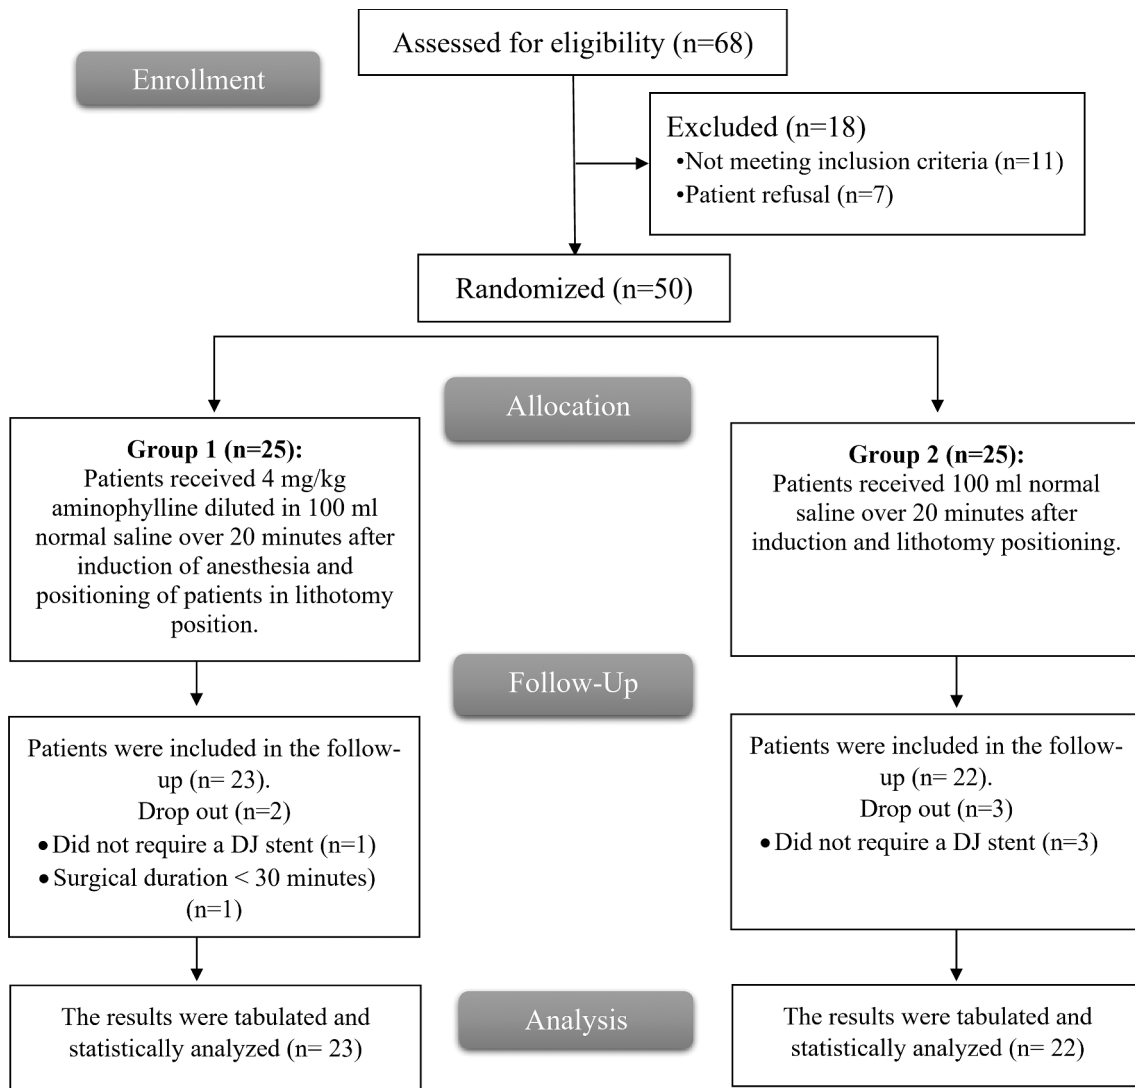 Assessed for eligibility (n=68)
Enrollment
Excluded (n=18)
•Not meeting inclusion criteria (n=11)
•Patient refusal (n=7)
Randomized (n=50)
Allocation
Group 1 (n=25):
Patients received 4 mg/kg
aminophylline diluted in 100 ml
normal saline over 20 minutes after
induction of anesthesia and
positioning of patients in lithotomy
position.
Group 2 (n=25):
Patients received 100 ml normal
saline over 20 minutes after
induction and lithotomy positioning.
Follow-Up
Patients were included in the follow-
up (n= 23).
Drop out (n=2)
•Did not require a DJ stent (n=1)
•Surgical duration < 30 minutes)
(n=1)
Patients were included in the follow-
up (n= 22).
Drop out (n=3)
•Did not require a DJ stent (n=3)
Analysis
The results were tabulated and
statistically analyzed (n= 23)
The results were tabulated and
statistically analyzed (n= 22)